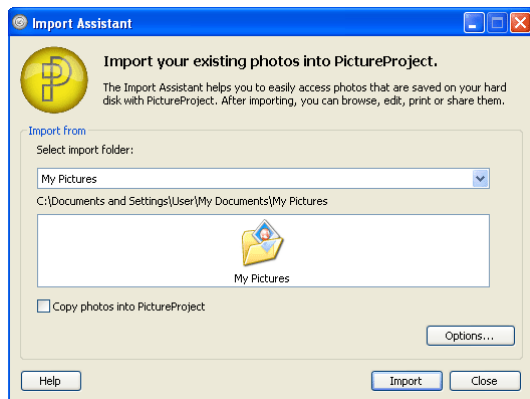 Import Assistant
Import your existing photos into PictureProject.
The Import Assistant helps you to easily access photos that are saved on your hard
disk with PictureProject. After importing, you can browse, edit, print or share them.
Import from
Select import folder:
My Pictures
C:\Documents and Settings\User\My Documents\My Pictures
My Pictures
Copy photos into PictureProject
Options...
Help
Import
Close